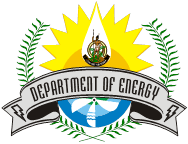 DEPARTMENT OF ENERGY